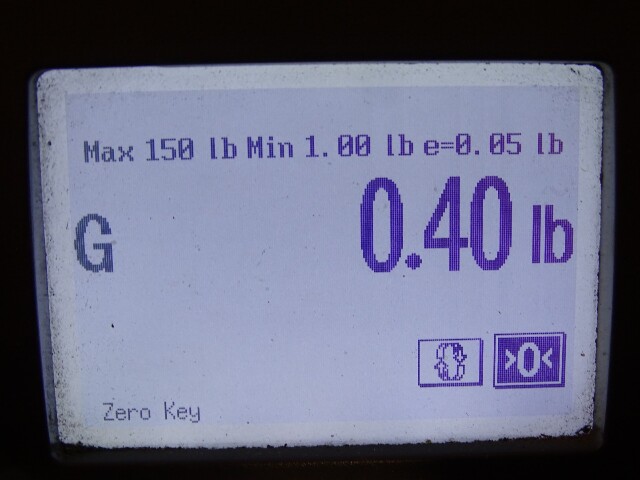 Max 150 lb Min 1.00 lb e=0.05 lb
G 0.40 lb
>0<
Zero Key